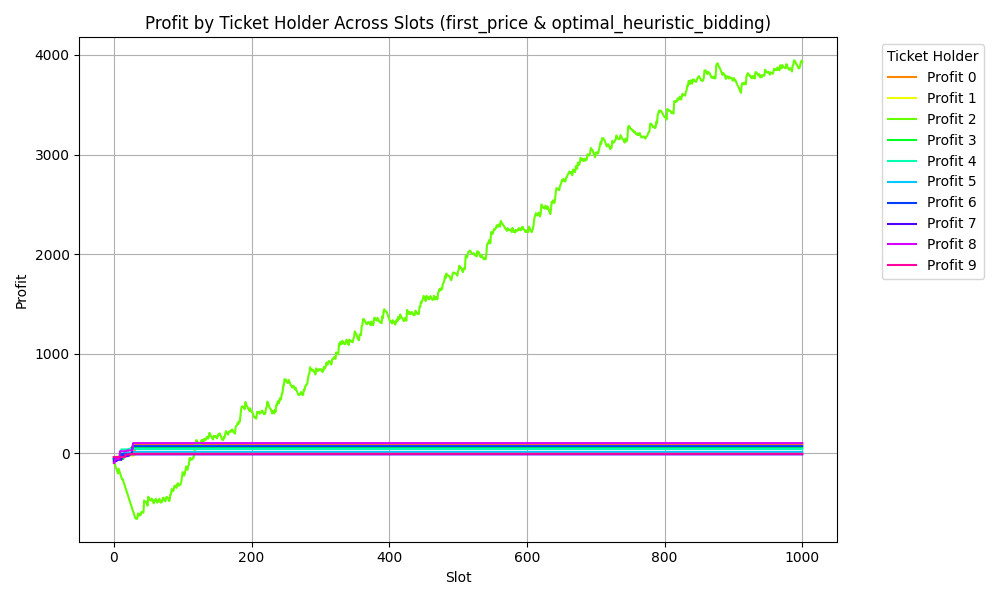 Profit by Ticket Holder Across Slots (first_price & optimal_heuristic_bidding)
Profit
4000
3000
2000
1000
0
0
200
400
600
800
1000
Slot
Ticket Holder
Profit 0
Profit 1
Profit 2
Profit 3
Profit 4
Profit 5
Profit 6
Profit 7
Profit 8
Profit 9